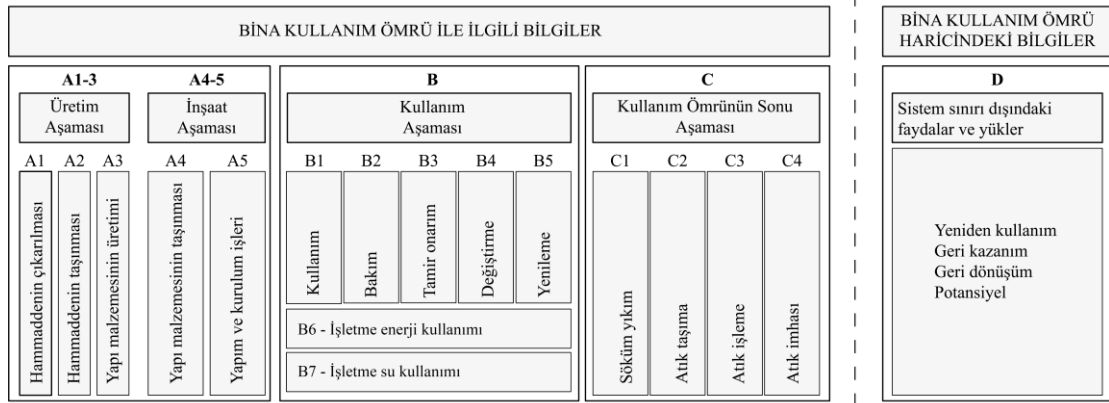 BİNA KULLANIM ÖMRÜ İLE İLGİLİ BİLGİLER
BİNA KULLANIM ÖMRÜ
HARİCİNDEKİ BİLGİLER
A1-3
Üretim
Aşaması
A1
A2
A3
Hammaddenin çıkarılması
Hammaddenin taşınması
Yapı malzemesinin üretimi
A4-5
İnşaat
Aşaması
A4
A5
Yapı malzemesinin taşınması
Yapım ve kurulum işleri
B
Kullanım
Aşaması
B1
B2
B3
B4
B5
Kullanım
Bakım
Tamir onarım
Değiştirme
Yenileme
B6 - İşletme enerji kullanımı
B7 - İşletme su kullanımı
C
Kullanım Ömrünün Sonu
Aşaması
C1
C2
C3
C4
Söküm yıkım
Atık taşıma
Atık işleme
Atık imhası
D
Sistem sınırı dışındaki
faydalar ve yükler
Yeniden kullanım
Geri kazanım
Geri dönüşüm
Potansiyel